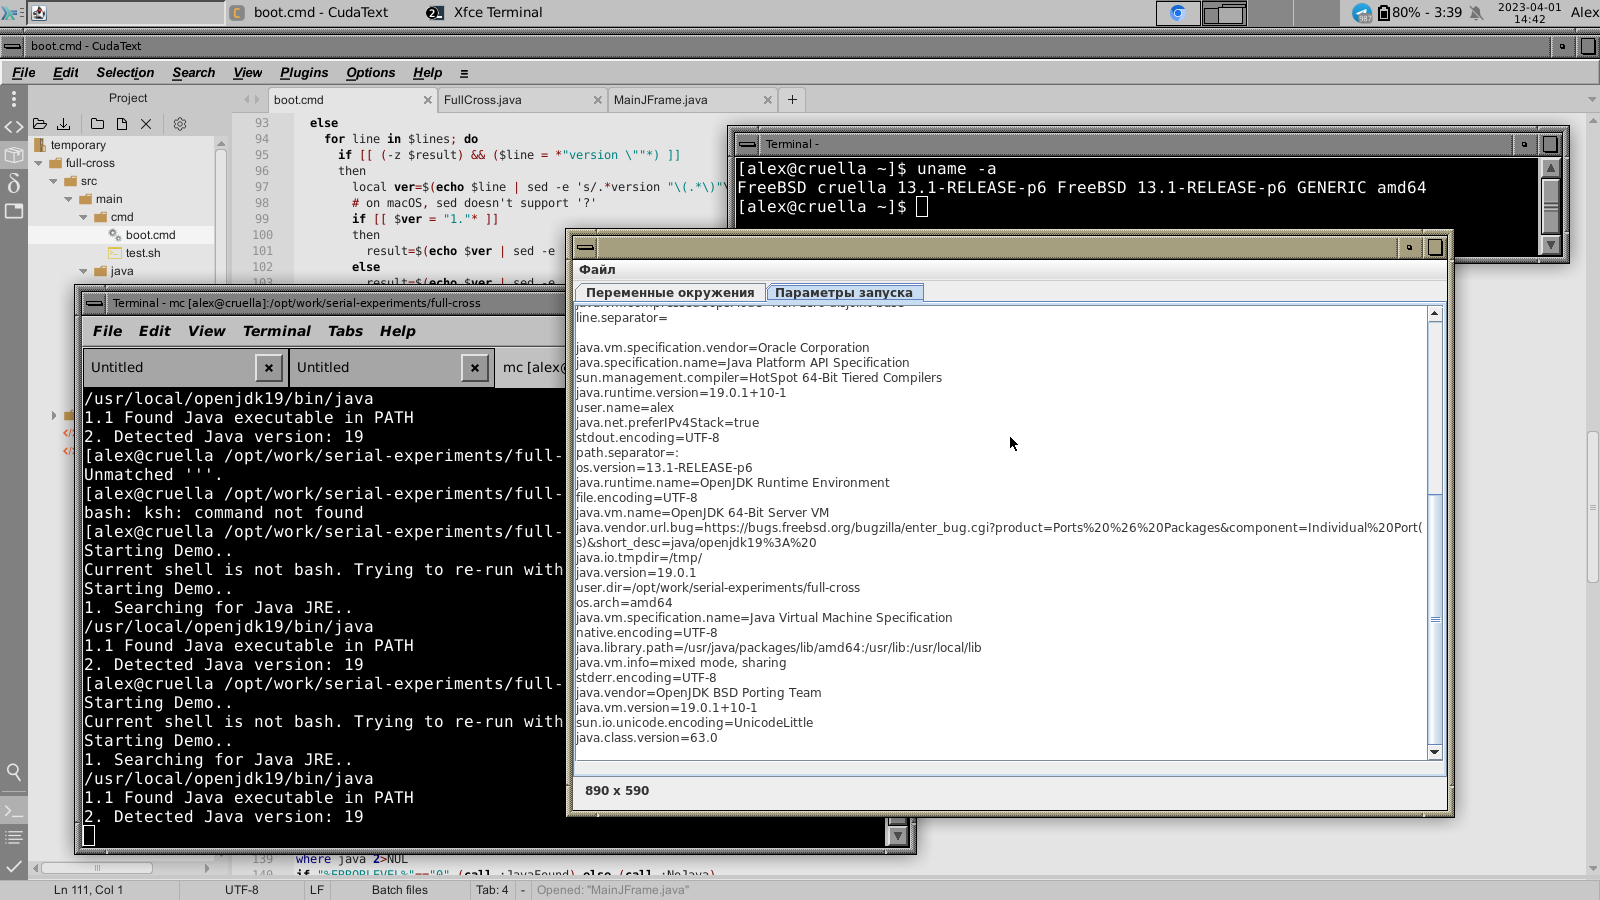 boot.cmd - CudaText
Xfce Terminal
987
80% - 3:39
2023-04-01
14:42
Alex
boot.cmd - CudaText
File Edit Selection Search View Plugins Options Help
Project
boot.cmd
FullCross.java
MainJFrame.java
temporary
full-cross
src
main
cmd
boot.cmd
test.sh
java
93 else
94 for line in $lines; do
95 if [[ (-z $result) && ($line = *"version \""*) ]]
96 then
97 local ver=$(echo $line | sed -e 's/.*version "\(.*\)"\
98 # on macOS, sed doesn't support '?'
99 if [[ $ver = "1."* ]]
100 then
101 result=$(echo $ver | sed -e
102 else
103 result=$(echo $ver | sed -e
Terminal -
[alex@cruella ~]$ uname -a
FreeBSD cruella 13.1-RELEASE-p6 FreeBSD 13.1-RELEASE-p6 GENERIC amd64
[alex@cruella ~]$
Terminal - mc [alex@cruella]:/opt/work/serial-experiments/full-cross
File Edit View Terminal Tabs Help
Untitled
Untitled
mc [alex@
/usr/local/openjdk19/bin/java
1.1 Found Java executable in PATH
2. Detected Java version: 19
[alex@cruella /opt/work/serial-experiments/full-
Unmatched '''.
[alex@cruella /opt/work/serial-experiments/full-
bash: ksh: command not found
[alex@cruella /opt/work/serial-experiments/full-
Starting Demo..
Current shell is not bash. Trying to re-run with
Starting Demo..
1. Searching for Java JRE..
/usr/local/openjdk19/bin/java
1.1 Found Java executable in PATH
2. Detected Java version: 19
[alex@cruella /opt/work/serial-experiments/full-
Starting Demo..
Current shell is not bash. Trying to re-run with
Starting Demo..
1. Searching for Java JRE..
/usr/local/openjdk19/bin/java
1.1 Found Java executable in PATH
2. Detected Java version: 19
Файл
Переменные окружения
Параметры запуска
line.separator=
java.vm.specification.vendor=Oracle Corporation
java.specification.name=Java Platform API Specification
sun.management.compiler=HotSpot 64-Bit Tiered Compilers
java.runtime.version=19.0.1+10-1
user.name=alex
java.net.preferIPv4Stack=true
stdout.encoding=UTF-8
path.separator=:
os.version=13.1-RELEASE-p6
java.runtime.name=OpenJDK Runtime Environment
file.encoding=UTF-8
java.vm.name=OpenJDK 64-Bit Server VM
java.vendor.url.bug=https://bugs.freebsd.org/bugzilla/enter_bug.cgi?product=Ports%20%26%20Packages&component=Individual%20Port(
s)&short_desc=java/openjdk19%3A%20
java.io.tmpdir=/tmp/
java.version=19.0.1
user.dir=/opt/work/serial-experiments/full-cross
os.arch=amd64
java.vm.specification.name=Java Virtual Machine Specification
native.encoding=UTF-8
java.library.path=/usr/java/packages/lib/amd64:/usr/lib:/usr/local/lib
java.vm.info=mixed mode, sharing
stderr.encoding=UTF-8
java.vendor=OpenJDK BSD Porting Team
java.vm.version=19.0.1+10-1
sun.io.unicode.encoding=UnicodeLittle
java.class.version=63.0
890 x 590
139 where java 2>NUL
140 if "%ERRORLEVEL%"=="0" (call :JavaFound) else (call :NoJava)
Ln 111, Col 1
UTF-8
LF
Batch files
Tab: 4
-
Opened: "MainJFrame.java"